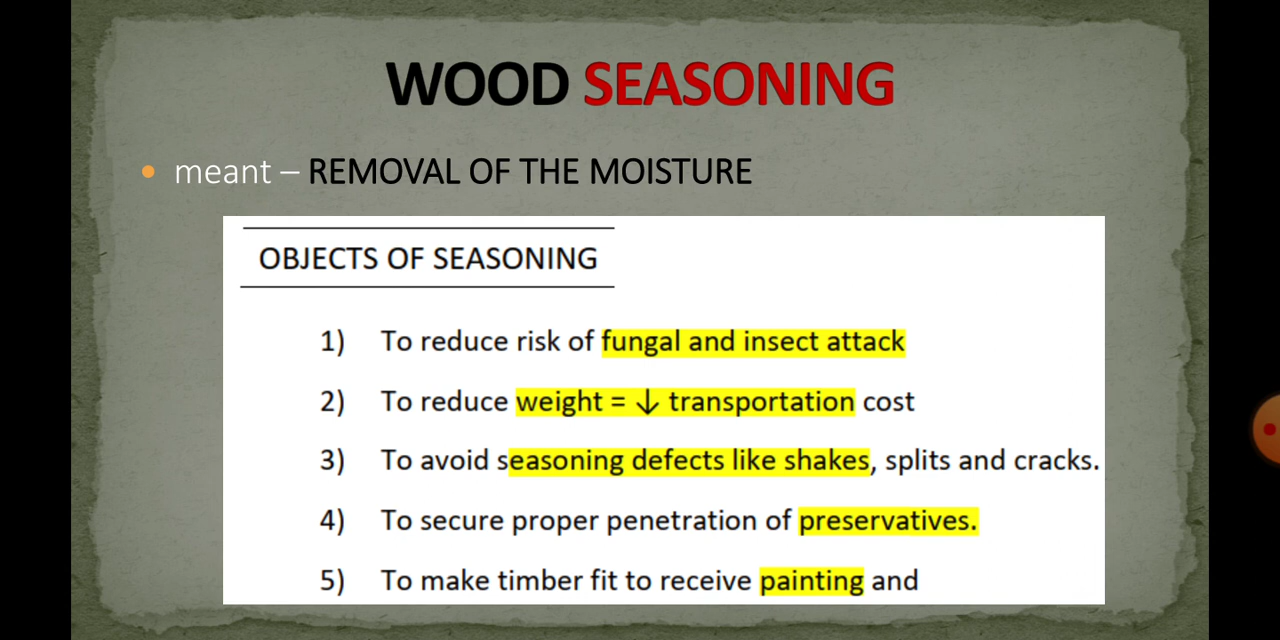 WOOD SEASONING
meant – REMOVAL OF THE MOISTURE
OBJECTS OF SEASONING
1) To reduce risk of fungal and insect attack
2) To reduce weight = ↓ transportation cost
3) To avoid seasoning defects like shakes, splits and cracks.
4) To secure proper penetration of preservatives.
5) To make timber fit to receive painting and